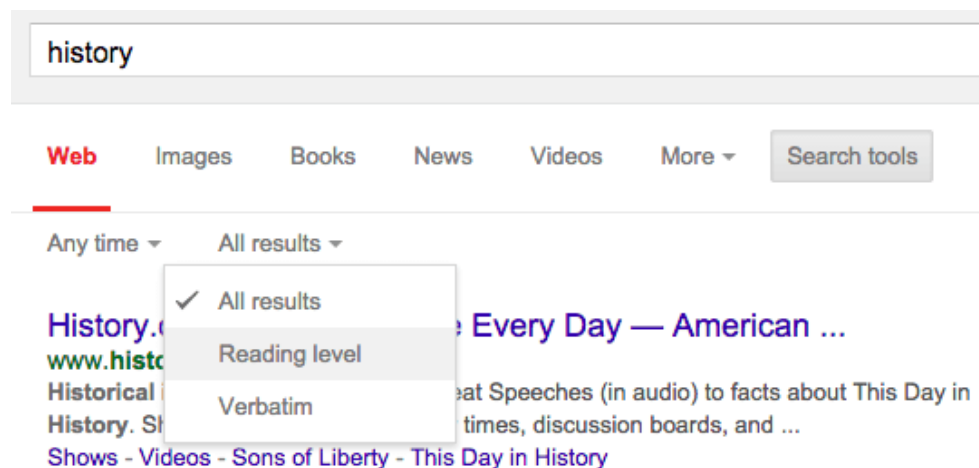 history
Web Images Books News Videos More Search tools
Any time All results
All results
Reading level
Verbatim
History. Every Day — American ...
www.histo
Historical eat Speeches (in audio) to facts about This Day in
History. Sh times, discussion boards, and ...
Shows - Videos - Sons of Liberty - This Day in History